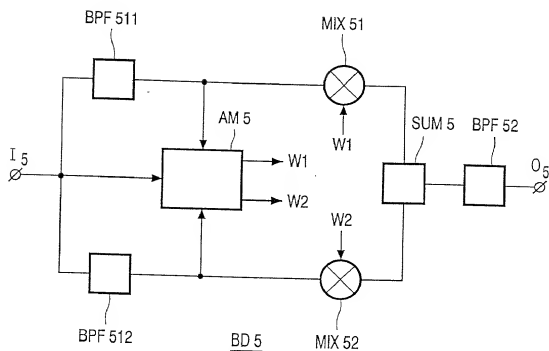 BPF 511
MIX 51
AM 5
W1
W1
SUM 5
BPF 52
I5
W2
O5
W2
BPF 512
BD 5
MIX 52